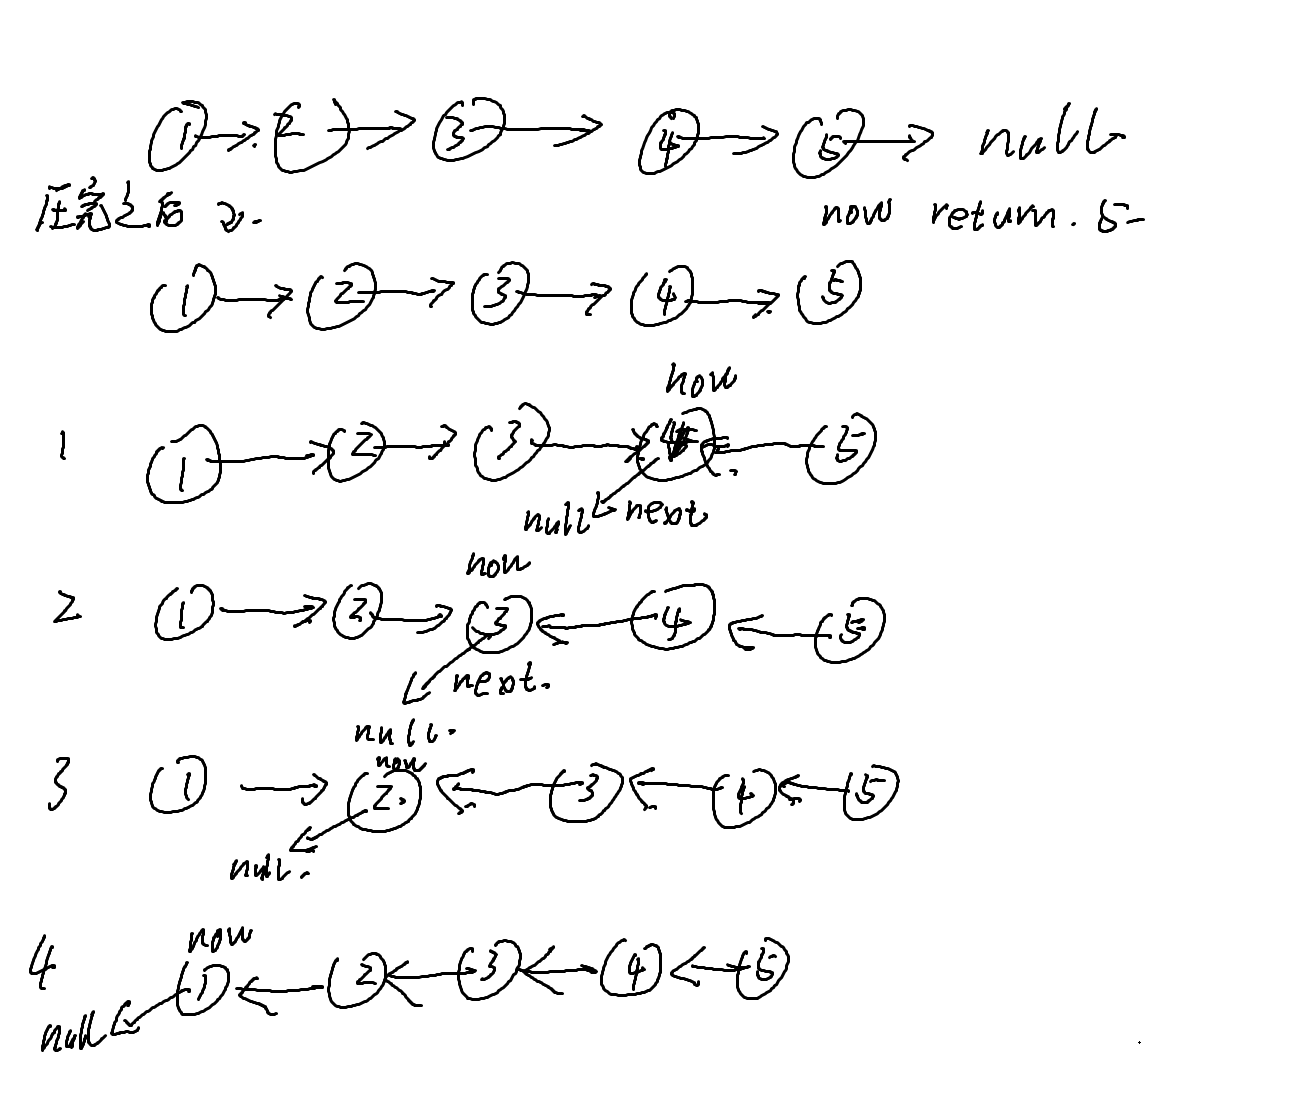 1 2 3 4 5 null
压完之后 now return. 5
1 2 3 4 5
now
1 1 2 3 4 5
null next
now
2 1 2 3 4 5
next.
null.
now
3 1 2. 3 4 5
null.
now
4 1 2 3 4 5
null